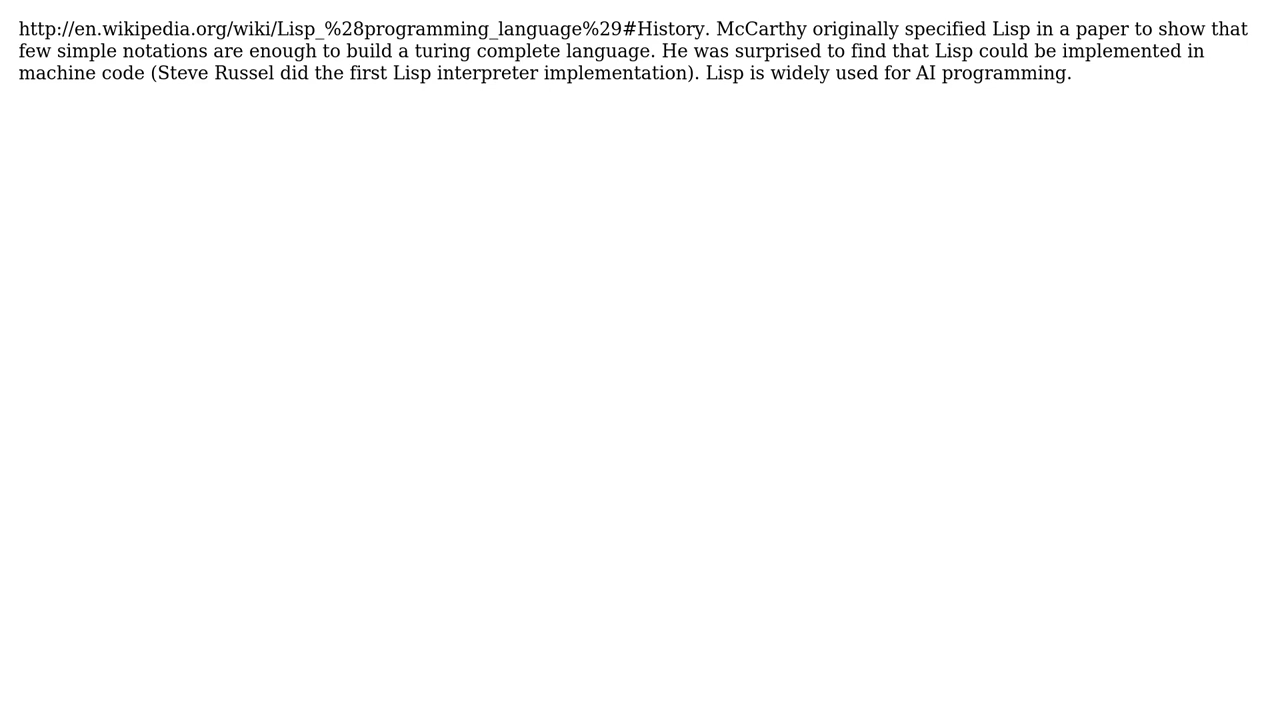 http://en.wikipedia.org/wiki/Lisp_%28programming_language%29#History. McCarthy originally specified Lisp in a paper to show that
few simple notations are enough to build a turing complete language. He was surprised to find that Lisp could be implemented in
machine code (Steve Russel did the first Lisp interpreter implementation). Lisp is widely used for AI programming.